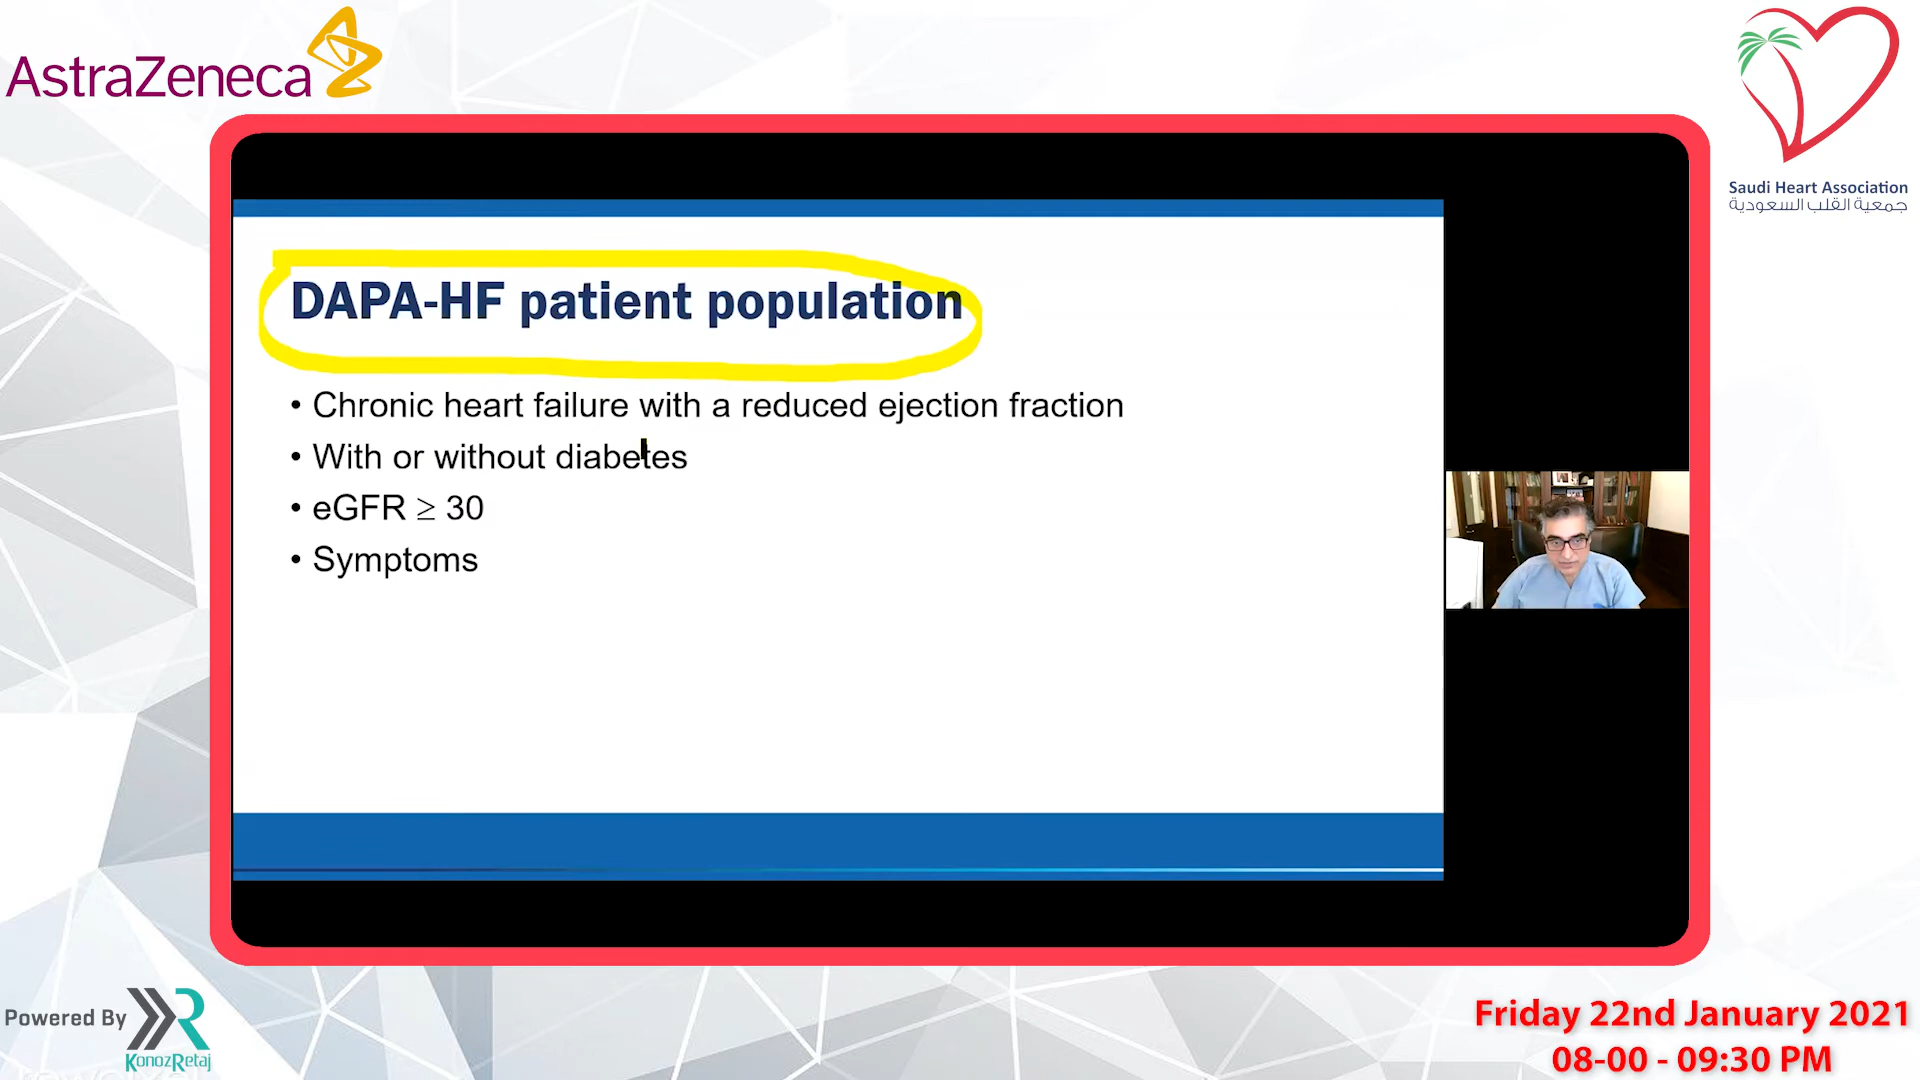 AstraZeneca
Saudi Heart Association
جمعية القلب السعودية
DAPA-HF patient population
• Chronic heart failure with a reduced ejection fraction
• With or without diabetes
• eGFR ≥ 30
• Symptoms
Powered By
KonozRetaj
Friday 22nd January 2021
08-00 - 09:30 PM